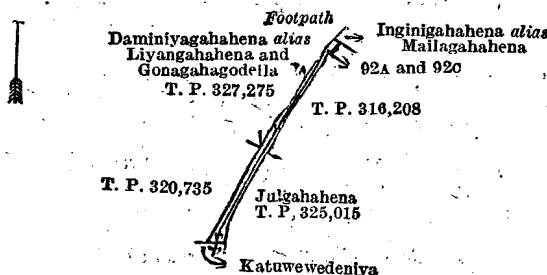 Footpath
Daminiyagahahena alias
Liyangahahena and
Gonagahagodella
T. P. 327,275
Inginigahahena alias
Mailagahahena
92A and 92C
T. P. 316,208
T. P. 320,735
Julgahahena
T. P, 325,015
Katuwewedeniya